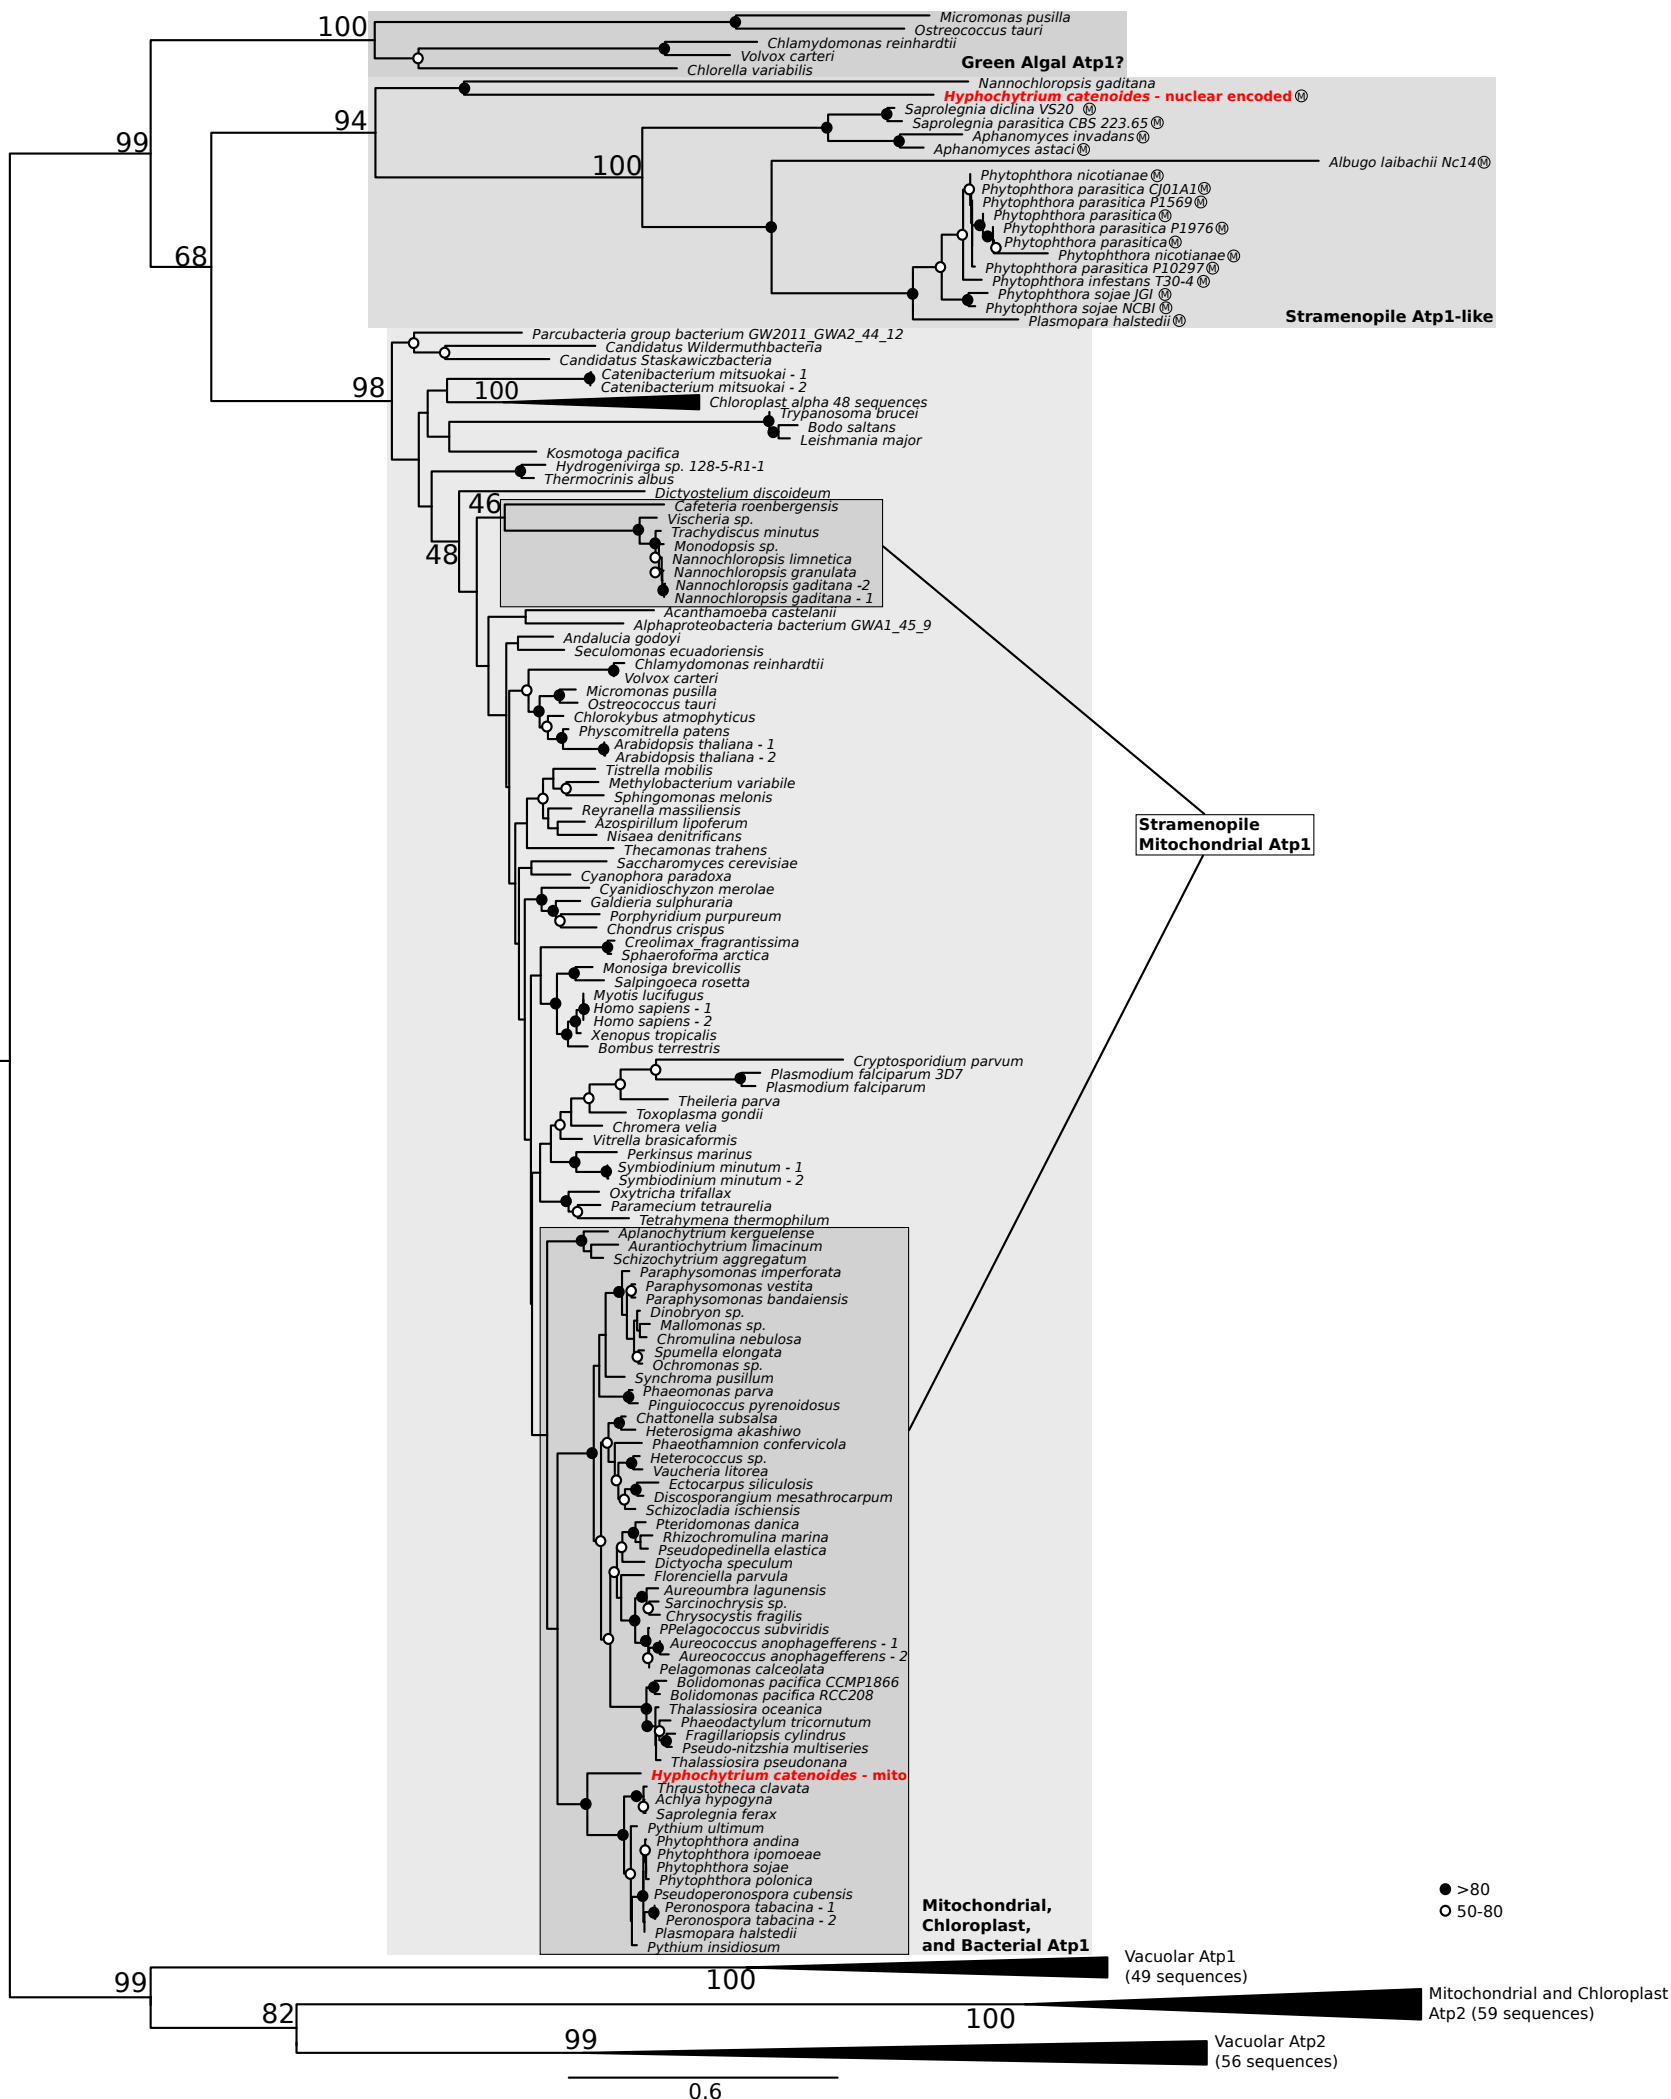 100
Micromonas pusilla
Ostreococcus tauri
Chlamydomonas reinhardtii
Volvox carteri
Chlorella variabilis
Green Algal Atp1?
99
94
Nannochloropsis gaditana
Hyphochytrium catenoides - nuclear encoded Ⓜ
Saprolegnia diclina VS20 Ⓜ
Saprolegnia parasitica CBS 223.65 Ⓜ
Aphanomyces invadans Ⓜ
Aphanomyces astaci Ⓜ
100
Albugo laibachii Nc14 Ⓜ
Phytophthora nicotianae Ⓜ
Phytophthora parasitica CJ01A1 Ⓜ
Phytophthora parasitica P1569 Ⓜ
Phytophthora parasitica Ⓜ
Phytophthora parasitica P1976 Ⓜ
Phytophthora parasitica Ⓜ
Phytophthora nicotianae Ⓜ
Phytophthora parasitica P10297 Ⓜ
Phytophthora infestans T30-4 Ⓜ
Phytophthora sojae JGI Ⓜ
Phytophthora sojae NCBI Ⓜ
Plasmopara halstedii Ⓜ
Stramenopile Atp1-like
68
98
Parcubacteria group bacterium GW2011_GWA2_44_12
Candidatus Wildermuthbacteria
Candidatus Staskawiczbacteria
Catenibacterium mitsuokai - 1
Catenibacterium mitsuokai - 2
100
Chloroplast alpha 48 sequences
Trypanosoma brucei
Bodo saltans
Leishmania major
Kosmotoga pacifica
Hydrogenivirga sp. 128-5-R1-1
Thermocrinis albus
Dictyostelium discoideum
46
48
Cafeteria roenbergensis
Vischeria sp.
Trachydiscus minutus
Monodopsis sp.
Nannochloropsis limnetica
Nannochloropsis granulata
Nannochloropsis gaditana -2
Nannochloropsis gaditana - 1
Acanthamoeba castelanii
Alphaproteobacteria bacterium GWA1_45_9
Andalucia godoyi
Seculomonas ecuadoriensis
Chlamydomonas reinhardtii
Volvox carteri
Micromonas pusilla
Ostreococcus tauri
Chlorokybus atmophyticus
Physcomitrella patens
Arabidopsis thaliana - 1
Arabidopsis thaliana - 2
Tistrella mobilis
Methylobacterium variabile
Sphingomonas melonis
Reyranella massiliensis
Azospirillum lipoferum
Nisaea denitrificans
Thecamonas trahens
Stramenopile
Mitochondrial Atp1
Saccharomyces cerevisiae
Cyanophora paradoxa
Cyanidioschyzon merolae
Galdieria sulphuraria
Porphyridium purpureum
Chondrus crispus
Creolimax_fragrantissima
Sphaeroforma arctica
Monosiga brevicollis
Salpingoeca rosetta
Myotis lucifugus
Homo sapiens - 1
Homo sapiens - 2
Xenopus tropicalis
Bombus terrestris
Cryptosporidium parvum
Plasmodium falciparum 3D7
Plasmodium falciparum
Theileria parva
Toxoplasma gondii
Chromera velia
Vitrella brasicaformis
Perkinsus marinus
Symbiodinium minutum - 1
Symbiodinium minutum - 2
Oxytricha trifallax
Paramecium tetraurelia
Tetrahymena thermophilum
Aplanochytrium kerguelense
Aurantiochytrium limacinum
Schizochytrium aggregatum
Paraphysomonas imperforata
Paraphysomonas vestita
Paraphysomonas bandaiensis
Dinobryon sp.
Mallomonas sp.
Chromulina nebulosa
Spumella elongata
Ochromonas sp.
Synchroma pusillum
Phaeomonas parva
Pinguiococcus pyrenoidosus
Chattonella subsalsa
Heterosigma akashiwo
Phaeothamnion confervicola
Heterococcus sp.
Vaucheria litorea
Ectocarpus siliculosis
Discosporangium mesathrocarpum
Schizocladia ischiensis
Pteridomonas danica
Rhizochromulina marina
Pseudopedinella elastica
Dictyocha speculum
Florenciella parvula
Aureoumbra lagunensis
Sarcinochrysis sp.
Chrysocystis fragilis
PPelagococcus subviridis
Aureococcus anophagefferens - 1
Aureococcus anophagefferens - 2
Pelagomonas calceolata
Bolidomonas pacifica CCMP1866
Bolidomonas pacifica RCC208
Thalassiosira oceanica
Phaeodactylum tricornutum
Fragillariopsis cylindrus
Pseudo-nitzshia multiseries
Thalassiosira pseudonana
Hyphochytrium catenoides - mito
Thraustotheca clavata
Achlya hypogyna
Saprolegnia ferax
Pythium ultimum
Phytophthora andina
Phytophthora ipomoeae
Phytophthora sojae
Phytophthora polonica
Pseudoperonospora cubensis
Peronospora tabacina - 1
Peronospora tabacina - 2
Plasmopara halstedii
Pythium insidiosum
Mitochondrial,
Chloroplast,
and Bacterial Atp1
>80
50-80
99
100
Vacuolar Atp1
(49 sequences)
82
100
Mitochondrial and Chloroplast
Atp2 (59 sequences)
99
Vacuolar Atp2
(56 sequences)
0.6